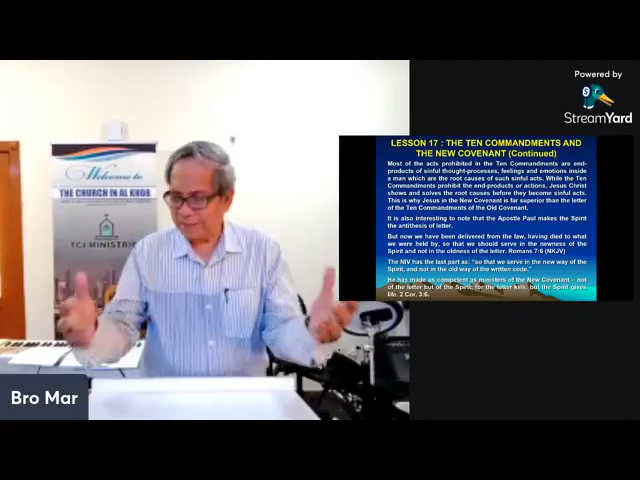 Powered by
StreamYard
LESSON 17 : THE TEN COMMANDMENTS AND
THE NEW COVENANT (Continued)
Most of the acts prohibited in the Ten Commandments are end-
products of sinful thought-processes, feelings and emotions inside
a man which are the root causes of such sinful acts. While the Ten
Commandments prohibit the end-products or actions, Jesus Christ
shows and solves the root causes before they become sinful acts.
This is why Jesus in the New Covenant is far superior than the letter
of the Ten Commandments of the Old Covenant.
It is also interesting to note that the Apostle Paul makes the Spirit
the antithesis of letter.
But now we have been delivered from the law, having died to what
we were held by, so that we should serve in the newness of the
Spirit and not in the oldness of the letter. Romans 7:6 (NKJV)
The NIV has the last part as: "so that we serve in the new way of the
Spirit, and not in the old way of the written code."
He has made us competent as ministers of the New Covenant – not
of the letter but of the Spirit; for the letter kills, but the Spirit gives
life. 2 Cor. 3:6.
Welcome to
THE CHURCH IN AL KHOR
TCI MINISTRIES
Bro Mar